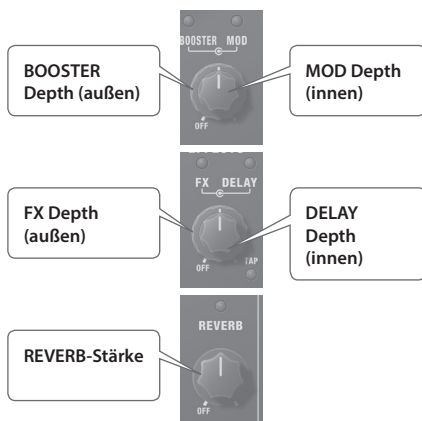 BOOSTER MOD
BOOSTER
Depth (außen)
MOD Depth
(innen)
OFF
FX DELAY
FX Depth
(außen)
DELAY
Depth
(innen)
OFF
TAP
REVERB
REVERB-Stärke
OFF